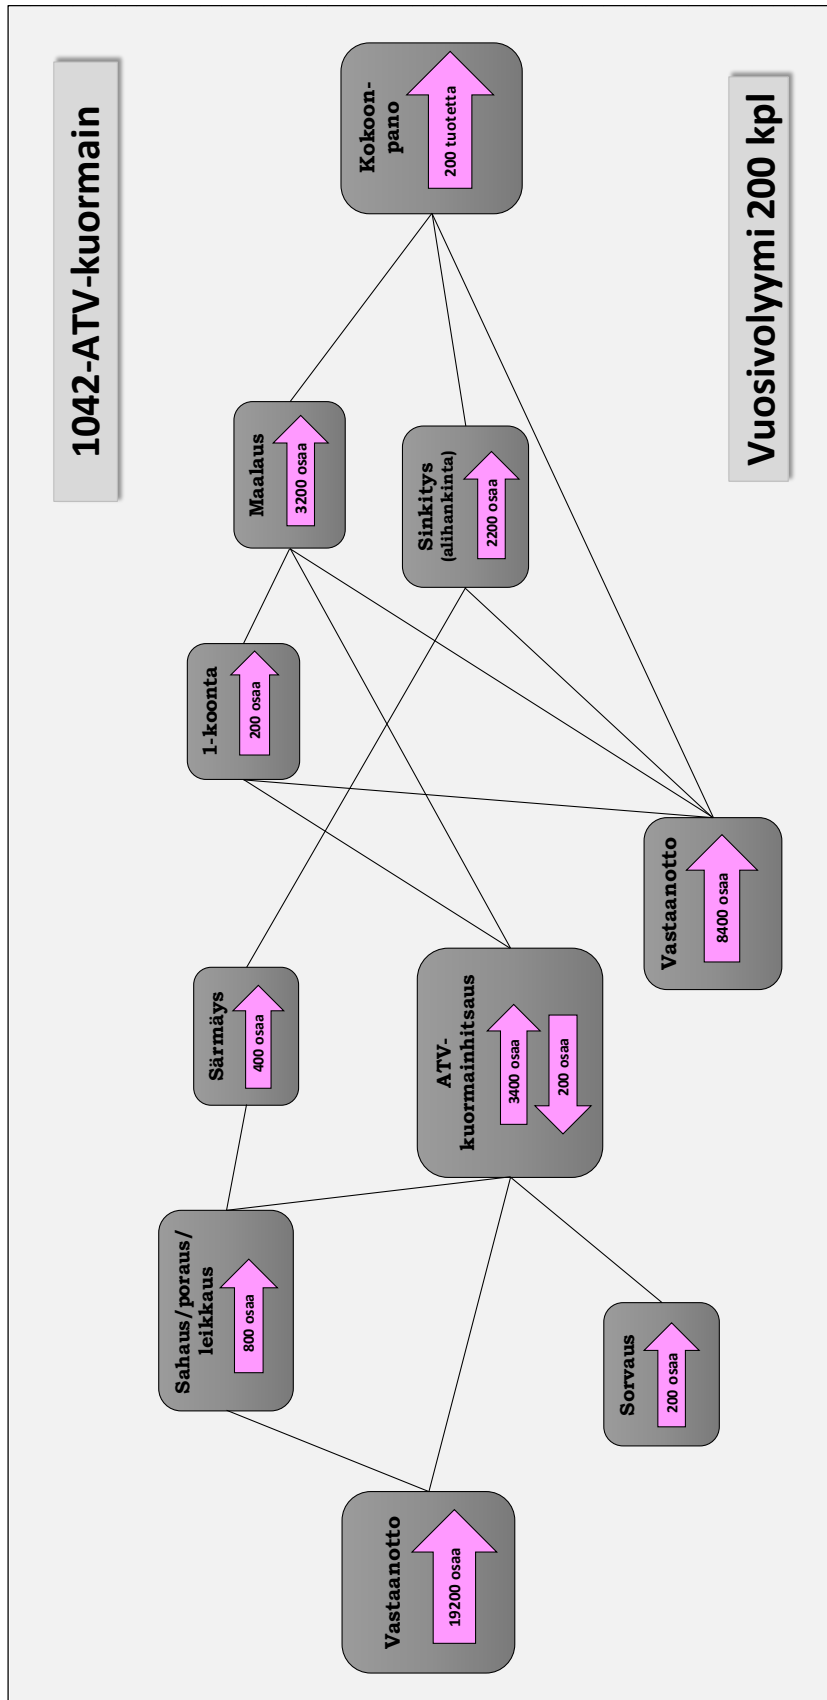 1042-ATV-kuormain
Vastaanotto
19200 osaa
Sahaus/poraus/
leikkaus
800 osaa
Sorvaus
200 osaa
Särmäys
400 osaa
ATV-
kuormainhitsaus
3400 osaa
200 osaa
Vastaanotto
8400 osaa
1-koonta
200 osaa
Maalaus
3200 osaa
Sinkitys
(alihankinta)
2200 osaa
Kokoon-
pano
200 tuotetta
Vuosivolyymi 200 kpl